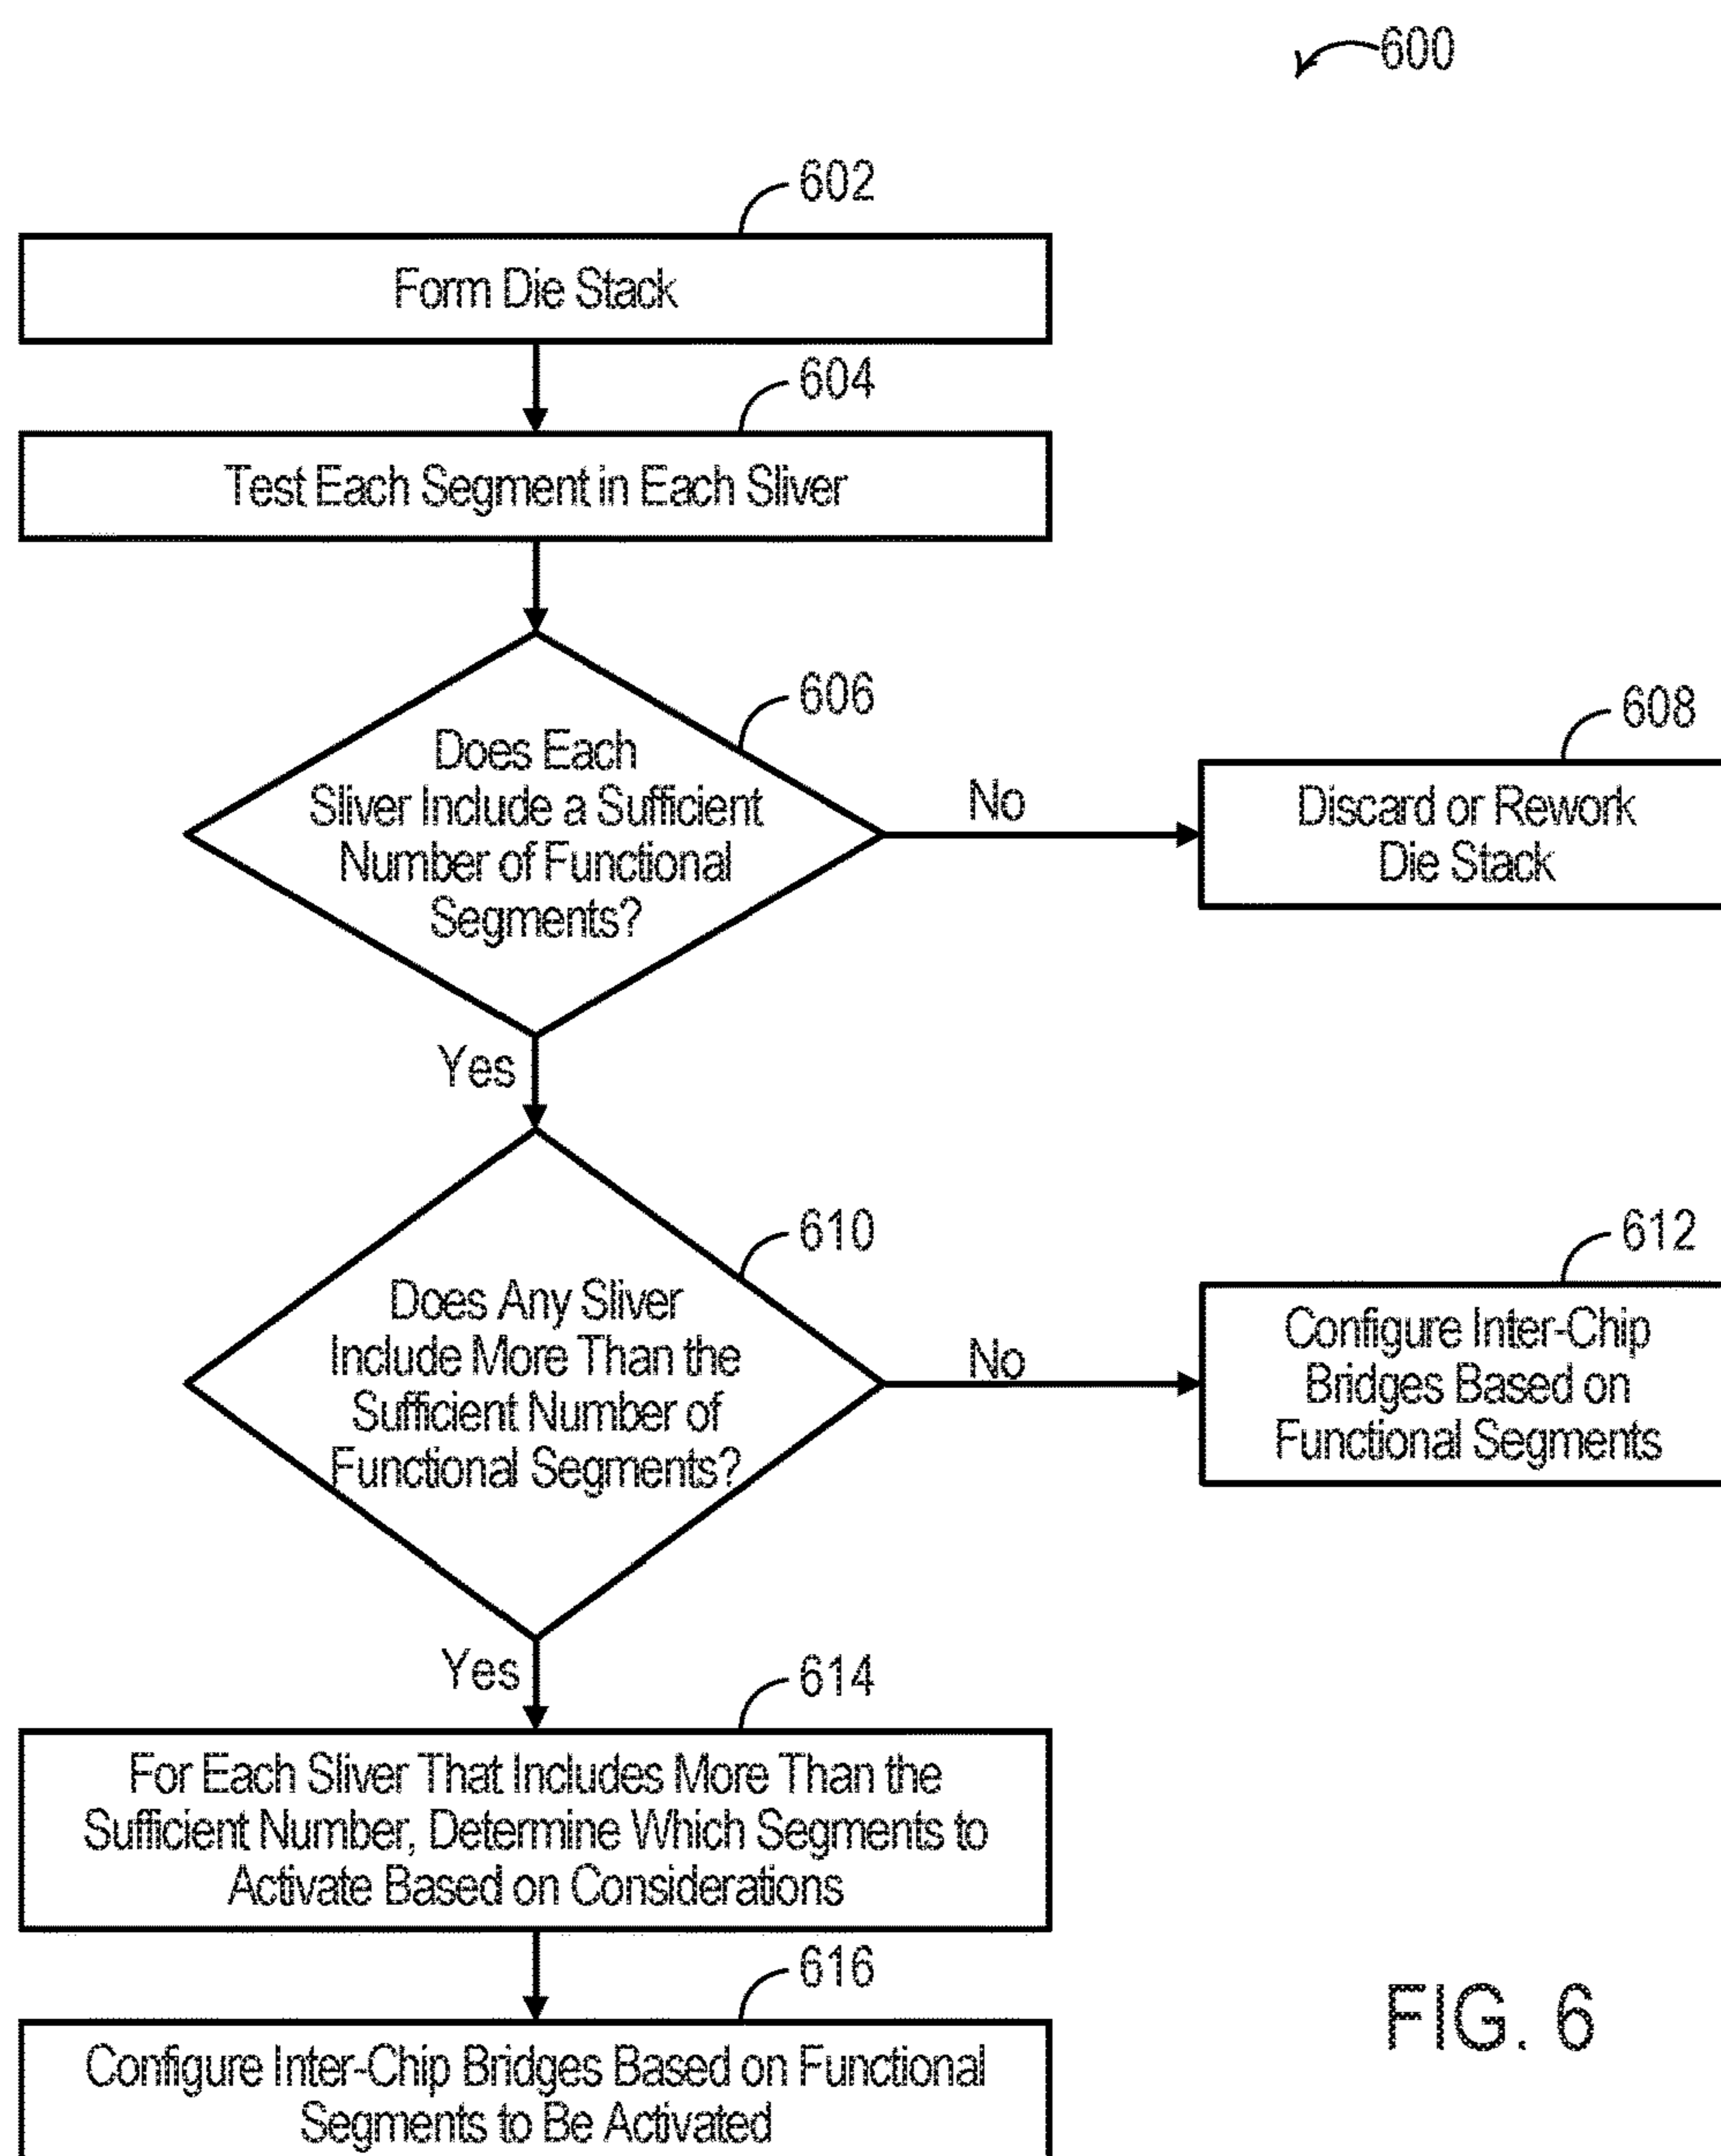 600
602
Form Die Stack
604
Test Each Segment in Each Sliver
606
Does Each
Sliver Include a Sufficient
Number of Functional
Segments?
No
608
Discard or Rework
Die Stack
Yes
610
Does Any Sliver
Include More Than the
Sufficient Number of
Functional Segments?
No
612
Configure Inter-Chip
Bridges Based on
Functional Segments
Yes
614
For Each Sliver That Includes More Than the
Sufficient Number, Determine Which Segments to
Activate Based on Considerations
616
Configure Inter-Chip Bridges Based on Functional
Segments to Be Activated
FIG. 6